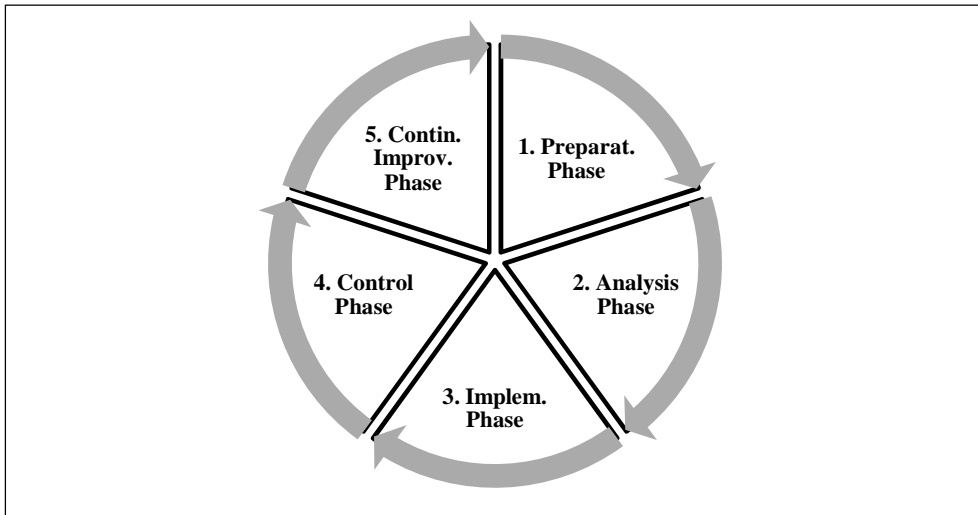 1. Preparat.
Phase
2. Analysis
Phase
3. Implem.
Phase
4. Control
Phase
5. Contin.
Improv.
Phase